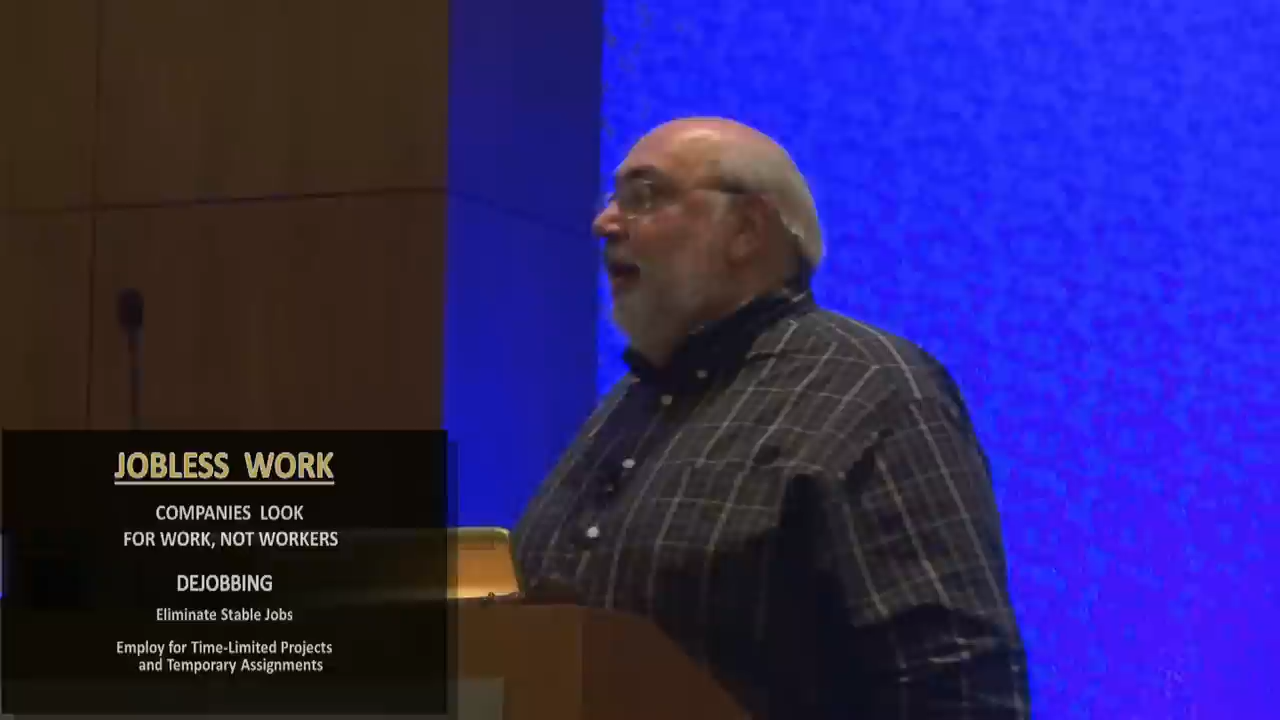 JOBLESS WORK
COMPANIES LOOK
FOR WORK, NOT WORKERS
DEJOBBING
Eliminate Stable Jobs
Employ for Time-Limited Projects
and Temporary Assignments